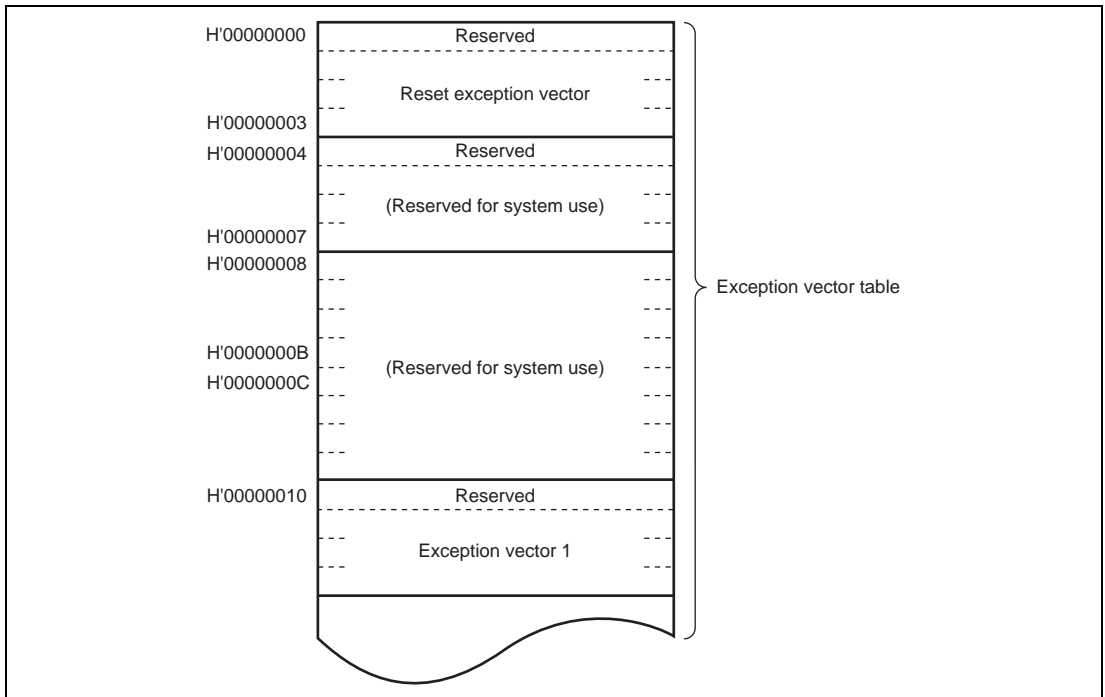 H'00000000
Reserved
Reset exception vector
H'00000003
H'00000004
Reserved
(Reserved for system use)
H'00000007
H'00000008
Exception vector table
H'0000000B
(Reserved for system use)
H'0000000C
H'00000010
Reserved
Exception vector 1